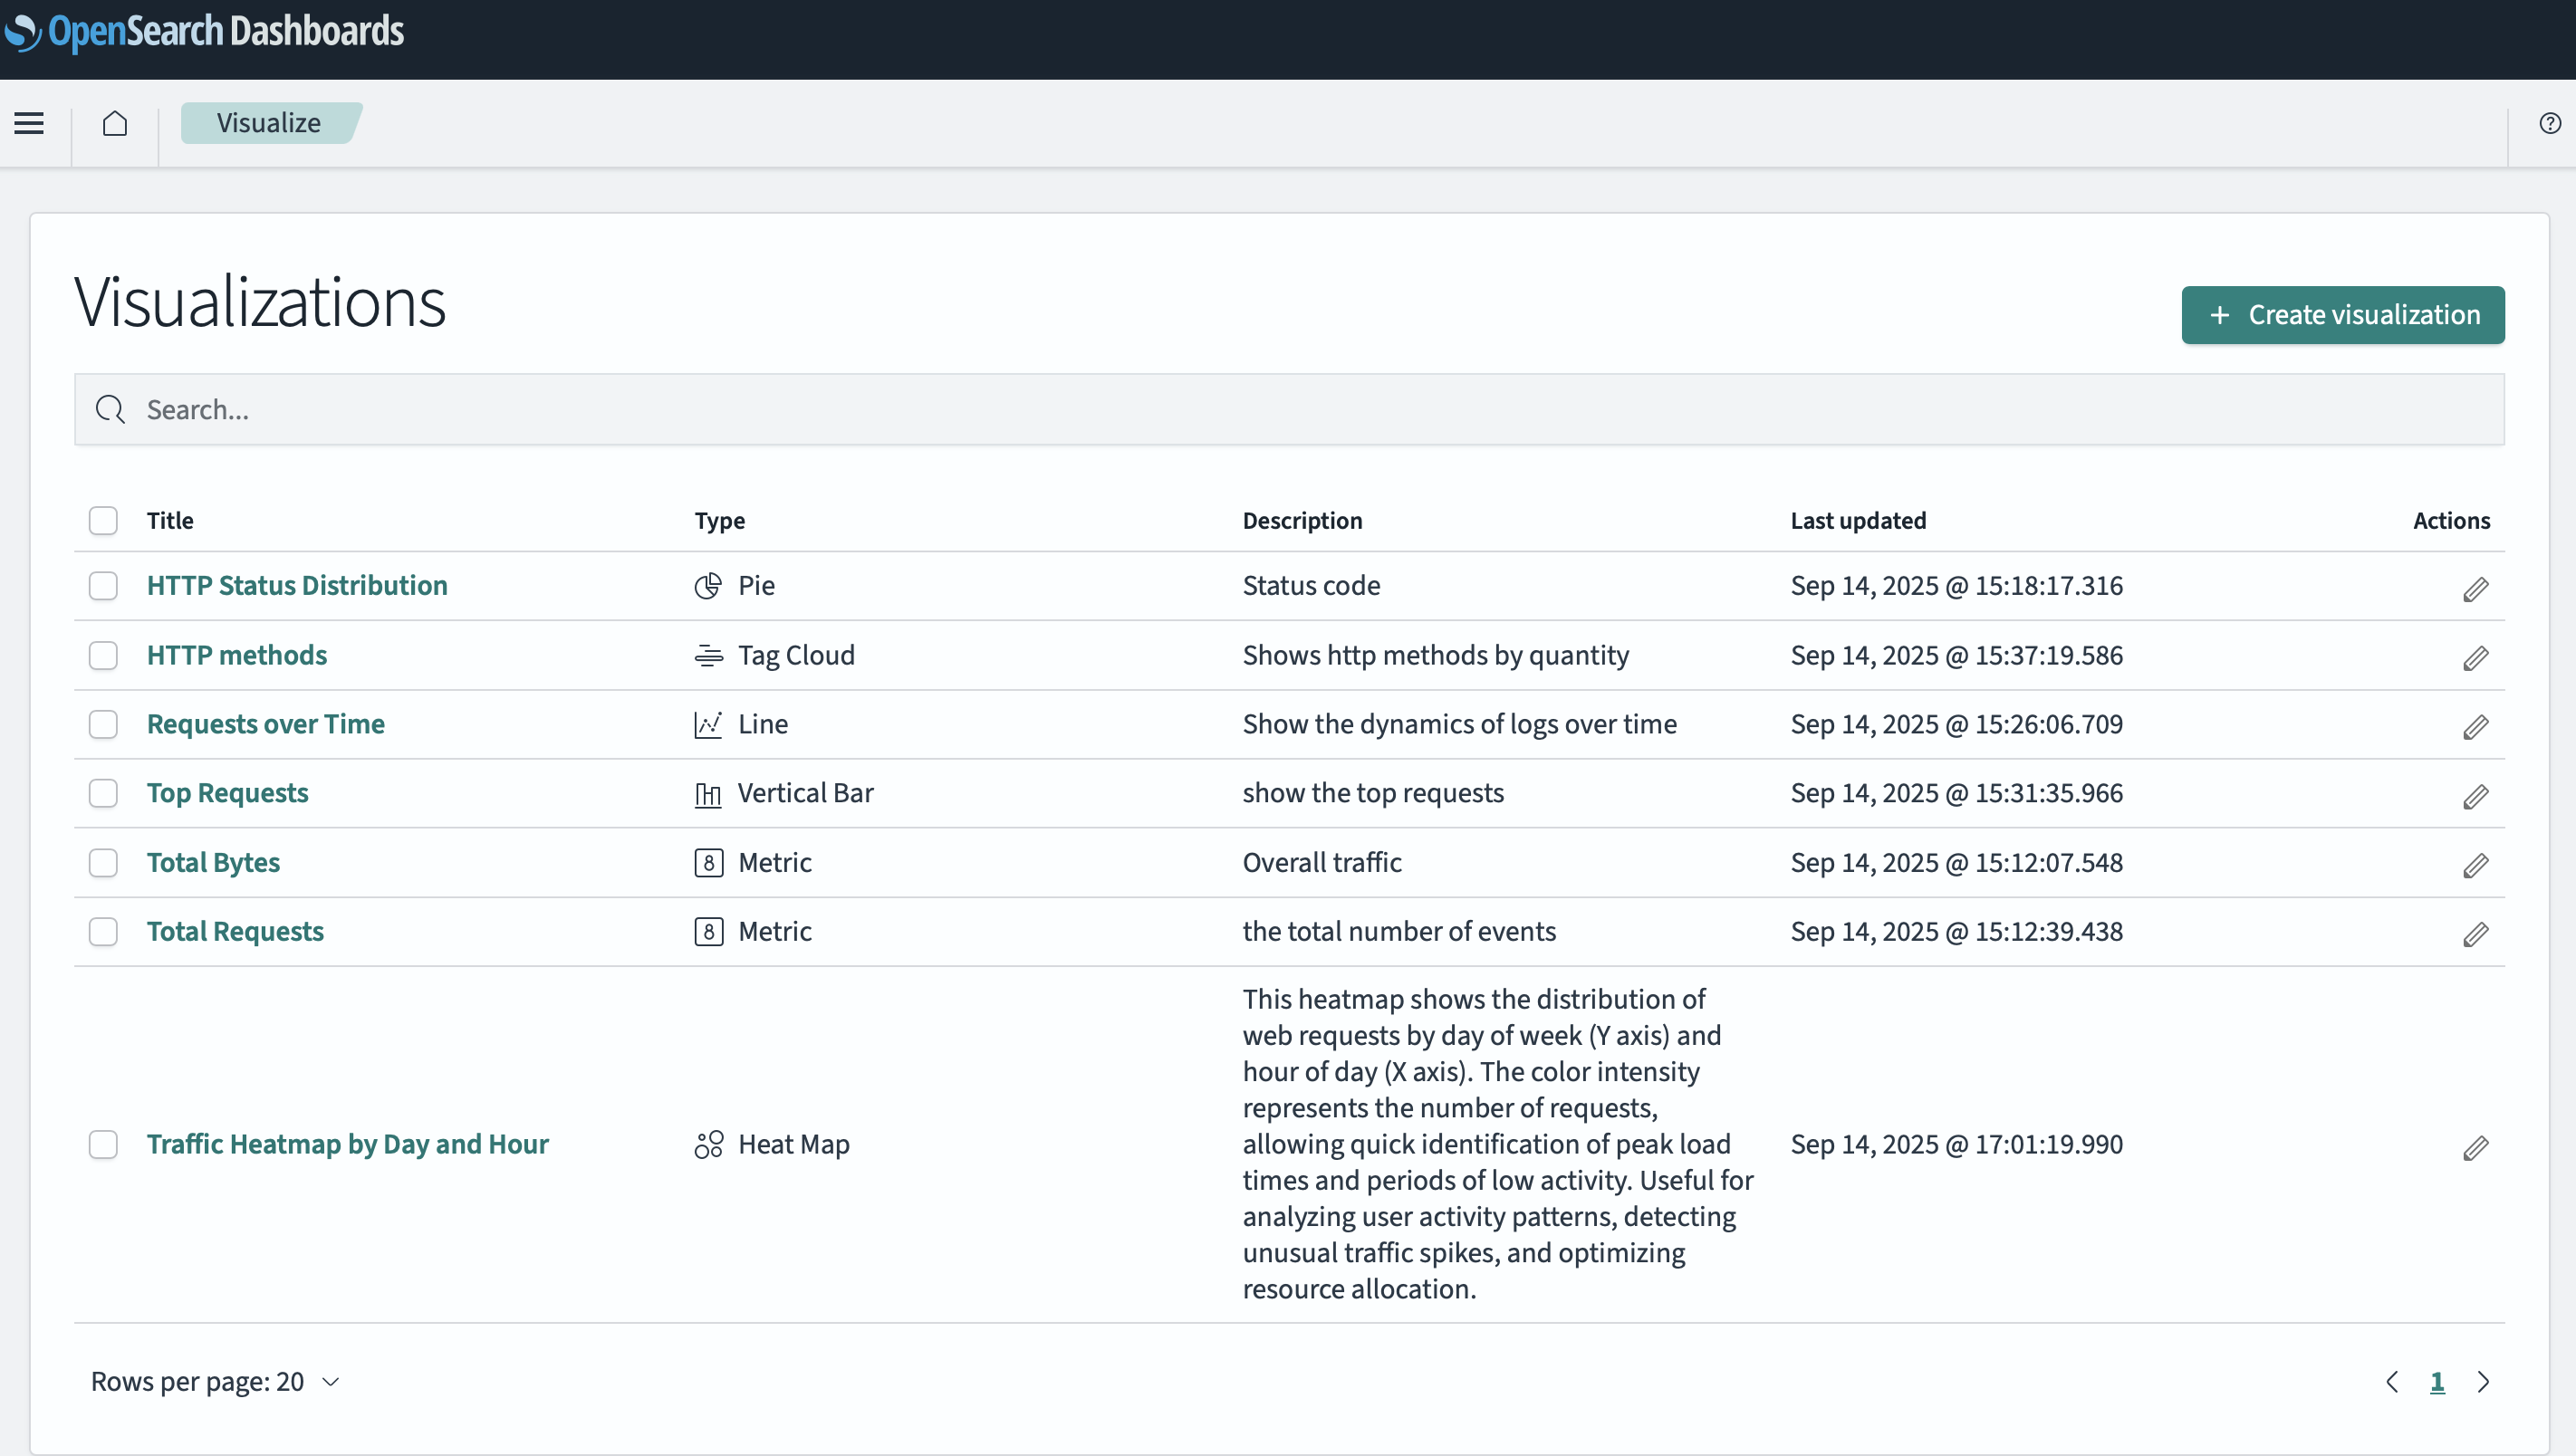 OpenSearch Dashboards
Visualize
Visualizations
Create visualization
Search...
Title Type Description Last updated Actions
HTTP Status Distribution Pie Status code Sep 14, 2025 @ 15:18:17.316
HTTP methods Tag Cloud Shows http methods by quantity Sep 14, 2025 @ 15:37:19.586
Requests over Time Line Show the dynamics of logs over time Sep 14, 2025 @ 15:26:06.709
Top Requests Vertical Bar show the top requests Sep 14, 2025 @ 15:31:35.966
Total Bytes 8 Metric Overall traffic Sep 14, 2025 @ 15:12:07.548
Total Requests 8 Metric the total number of events Sep 14, 2025 @ 15:12:39.438
Traffic Heatmap by Day and Hour Heat Map
This heatmap shows the distribution of
web requests by day of week (Y axis) and
hour of day (X axis). The color intensity
represents the number of requests,
allowing quick identification of peak load
times and periods of low activity. Useful for
analyzing user activity patterns, detecting
unusual traffic spikes, and optimizing
resource allocation.
Sep 14, 2025 @ 17:01:19.990
Rows per page: 20
1